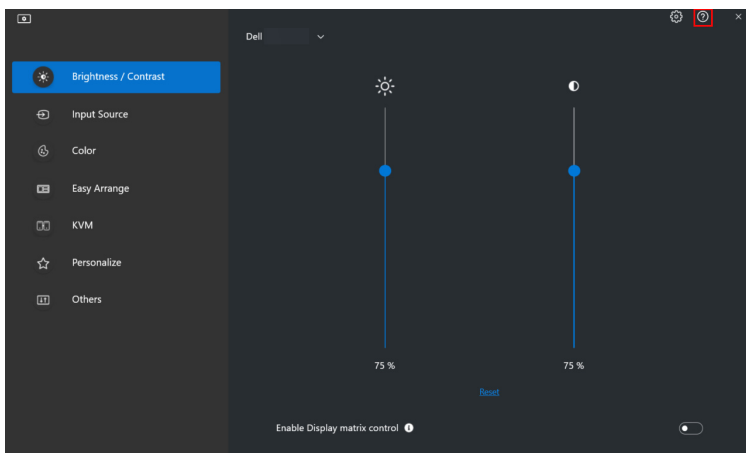 Dell
Brightness / Contrast
Input Source
Color
Easy Arrange
KVM
Personalize
Others
75 %
75 %
Reset
Enable Display matrix control